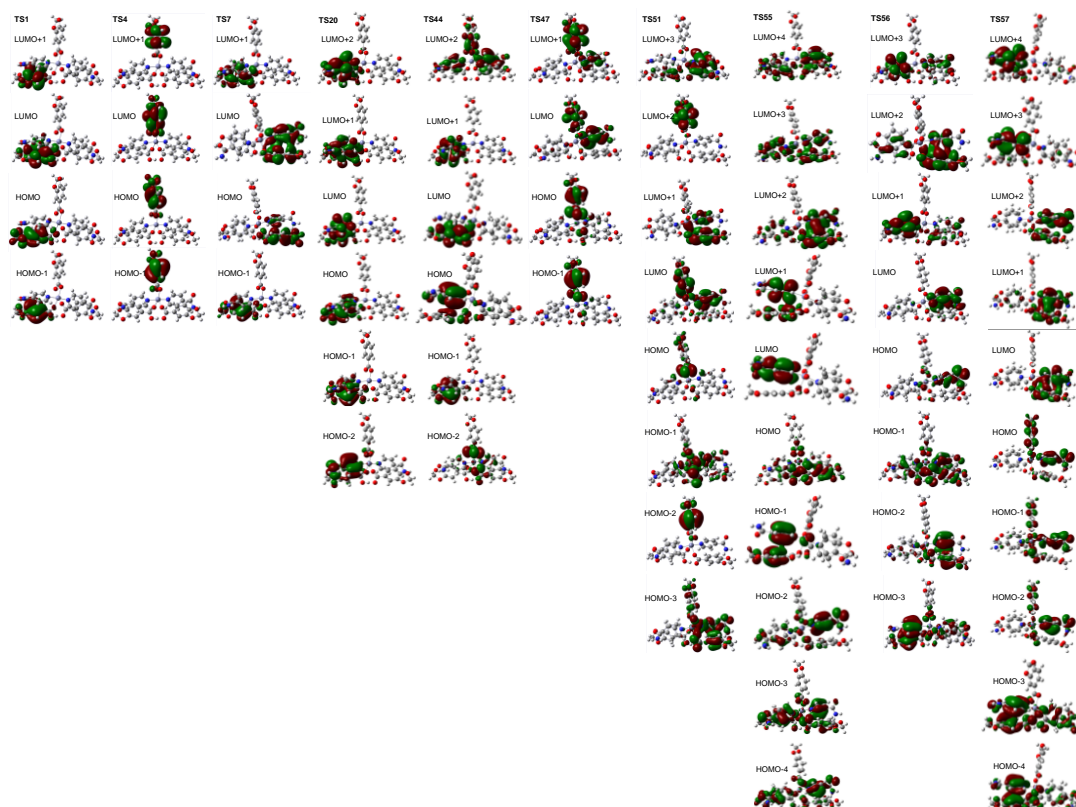 TS1 TS4 TS7 TS20 TS44 TS47 TS51 TS55 TS56 TS57
LUMO+1 LUMO+1 LUMO+1 LUMO+2 LUMO+2 LUMO+1 LUMO+3 LUMO+4 LUMO+3 LUMO+4
LUMO LUMO LUMO LUMO+1 LUMO+1 LUMO LUMO+2 LUMO+3 LUMO+2 LUMO+3
HOMO HOMO HOMO LUMO LUMO HOMO LUMO+1 LUMO+2 LUMO+1 LUMO+2
HOMO-1 HOMO-1 HOMO-1 HOMO HOMO HOMO-1 LUMO LUMO+1 LUMO LUMO+1
HOMO-1 HOMO-1 HOMO LUMO HOMO LUMO
HOMO-2 HOMO-2 HOMO-1 HOMO HOMO-1 HOMO
HOMO-2 HOMO-1 HOMO-2 HOMO-1
HOMO-3 HOMO-2 HOMO-3 HOMO-2
HOMO-3 HOMO-3
HOMO-4 HOMO-4